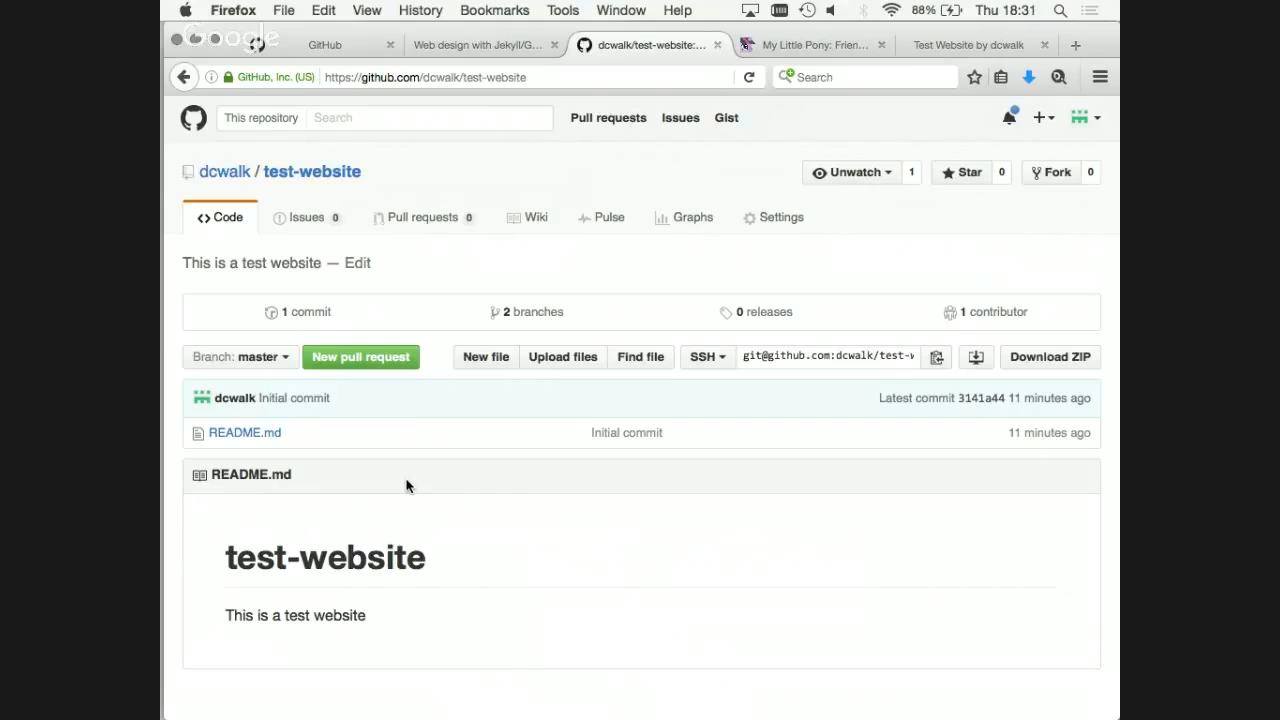 Firefox File Edit View History Bookmarks Tools Window Help 88% Thu 18:31
Google
GitHub Web design with Jekyll/G... dcwalk/test-website:... My Little Pony: Frien... Test Website by dcwalk
GitHub, Inc. (US) https://github.com/dcwalk/test-website Search
This repository Search Pull requests Issues Gist
dcwalk / test-website Unwatch 1 Star 0 Fork 0
Code Issues 0 Pull requests 0 Wiki Pulse Graphs Settings
This is a test website — Edit
1 commit 2 branches 0 releases 1 contributor
Branch: master New pull request New file Upload files Find file SSH git@github.com:dcwalk/test-w Download ZIP
dcwalk Initial commit Latest commit 3141a44 11 minutes ago
README.md Initial commit 11 minutes ago
README.md
test-website
This is a test website